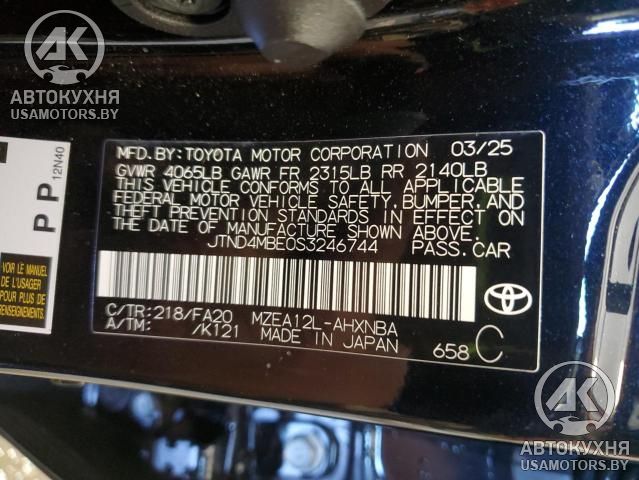 AK
АВТОКУХНЯ
USAMOTORS.BY
P P
12N40
VOIR LE MANUEL
DE L'USAGER
POUR PLUS DE
RENSEIGNEMENTS.
MFD.BY:TOYOTA MOTOR CORPORATION 03/25
GVWR 4065LB GAWR FR 2315LB RR 2140LB
THIS VEHICLE CONFORMS TO ALL APPLICABLE
FEDERAL MOTOR VEHICLE SAFETY,BUMPER,AND
THEFT PREVENTION STANDARDS IN EFFECT ON
THE DATE OF MANUFACTURE SHOWN ABOVE.
JTND4MBE0S3246744 PASS.CAR
C/TR:218/FA20 MZEA12L-AHXNBA
A/TM: /K121 MADE IN JAPAN
658 C
AK
АВТОКУХНЯ
USAMOTORS.BY